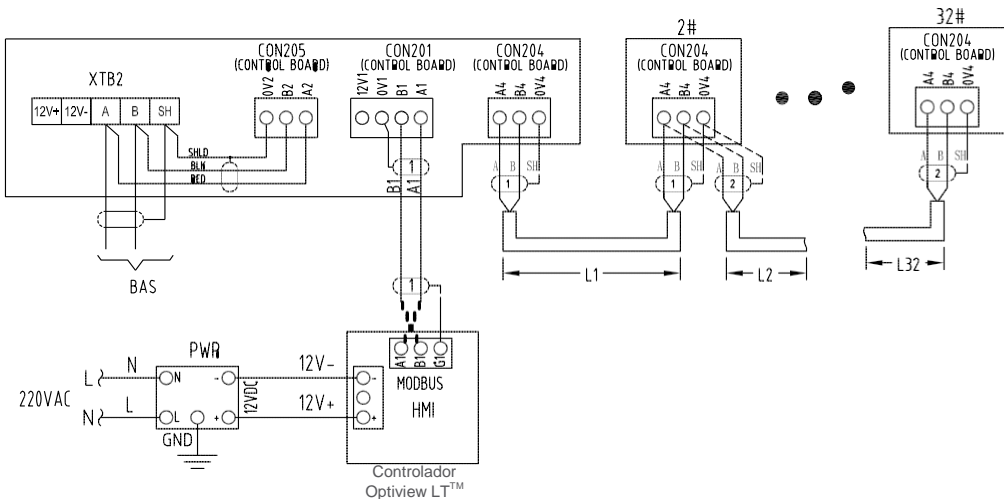 2#
32#
CON205
(CONTROL BOARD)
CON201
(CONTROL BOARD)
CON204
(CONTROL BOARD)
CON204
(CONTROL BOARD)
CON204
(CONTROL BOARD)
XTB2
12V+ 12V- A B SH
0V2 B2 A2
12V1 0V1 B1 A1
A4 B4 0V4
A4 B4 0V4
A4 B4 0V4
SHLD
BLK
RED
1
B1 A1
A B SH
1
A B SH
1
A B SH
2
A B SH
2
BAS
L1
L2
L32
1
A1 B1 G1
MODBUS
HMI
PWR
220VAC
L N
N L
N -
L +
GND
12VDC
12V-
12V+
-
+
Controlador
Optiview LT™